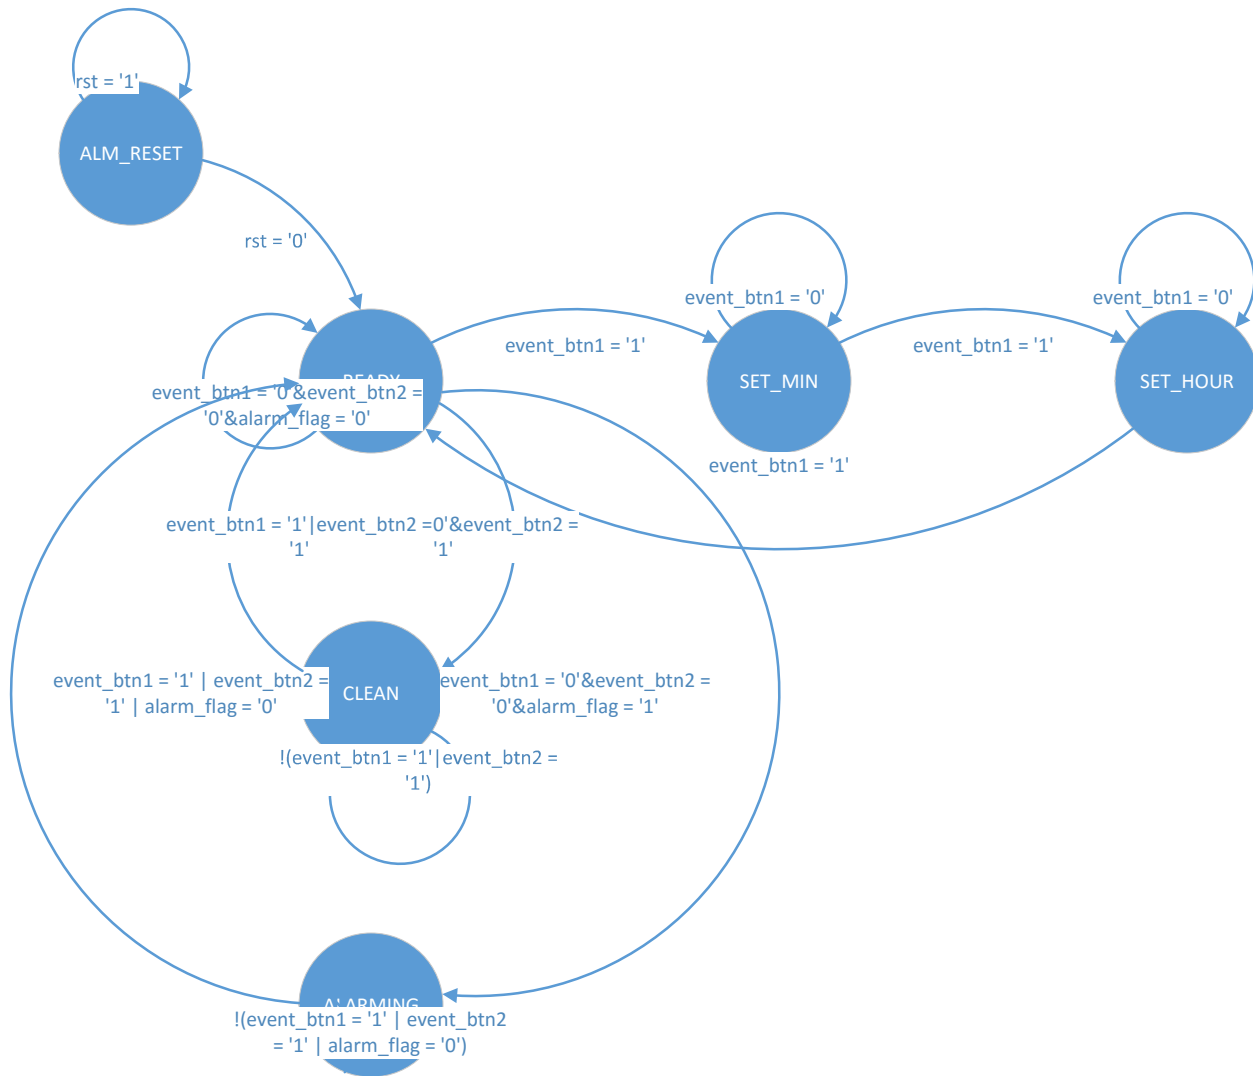 rst = '1'
ALM_RESET
rst = '0'
event_btn1 = '0'
event_btn1 = '0'
event_btn1 = '1'
event_btn1 = '1'
READY
SET_MIN
SET_HOUR
event_btn1 = '0'&event_btn2 =
'0'&alarm_flag = '0'
event_btn1 = '1'
event_btn1 = '1'|event_btn2 =
'1'
0'&event_btn2 =
'1'
event_btn1 = '1' | event_btn2 =
'1' | alarm_flag = '0'
CLEAN
event_btn1 = '0'&event_btn2 =
'0'&alarm_flag = '1'
!(event_btn1 = '1'|event_btn2 =
'1')
ALARMING
!(event_btn1 = '1' | event_btn2
= '1' | alarm_flag = '0')